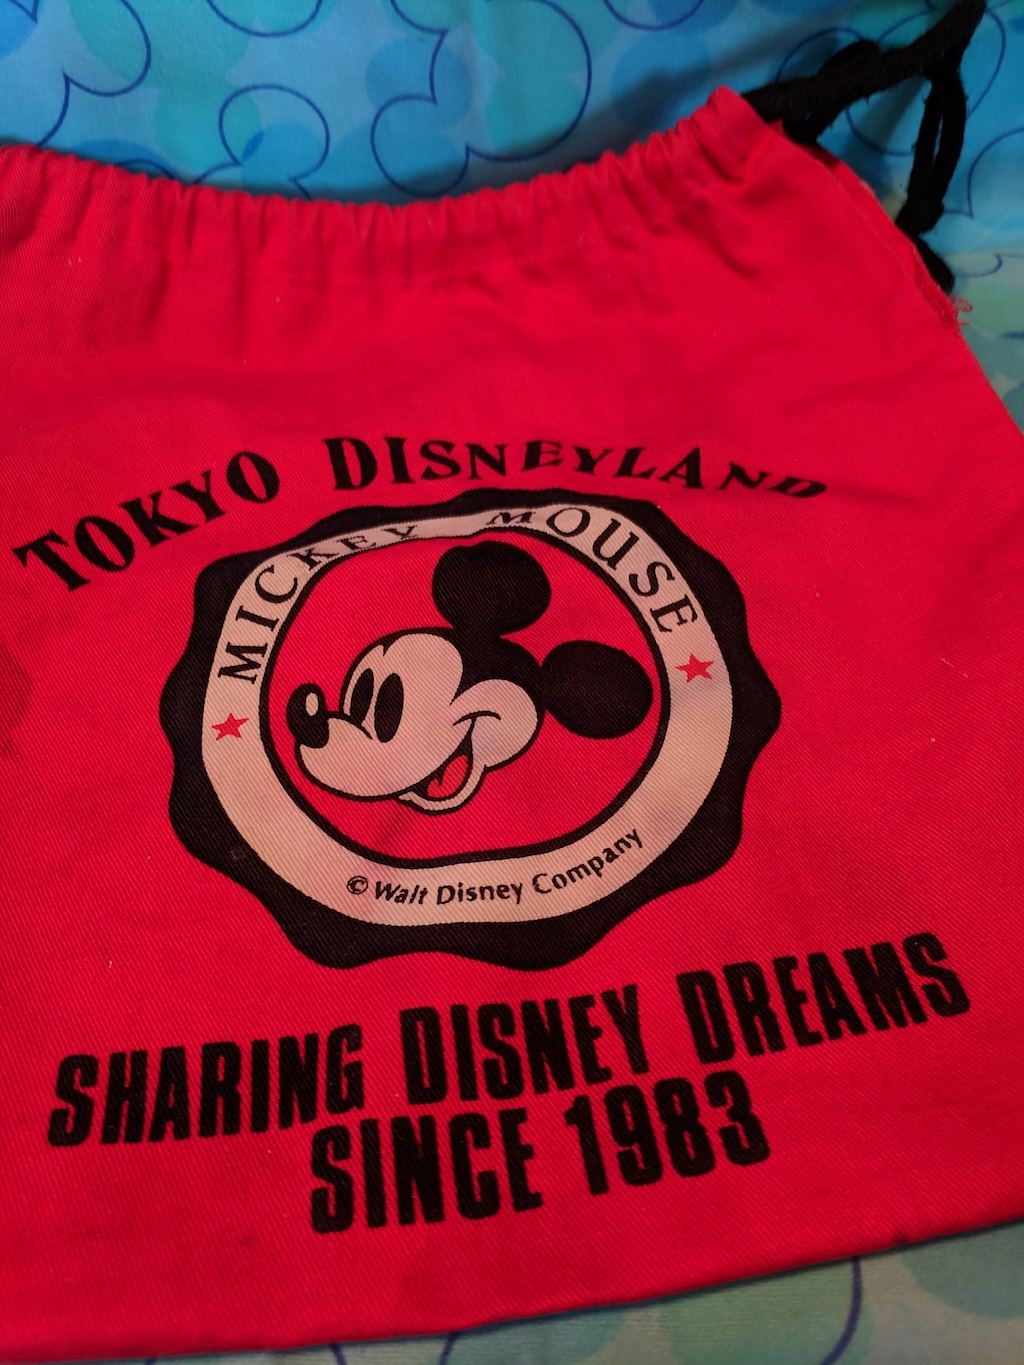 TOKYO DISNEYLAND
MICKEY MOUSE
© Walt Disney Company
SHARING DISNEY DREAMS
SINCE 1983